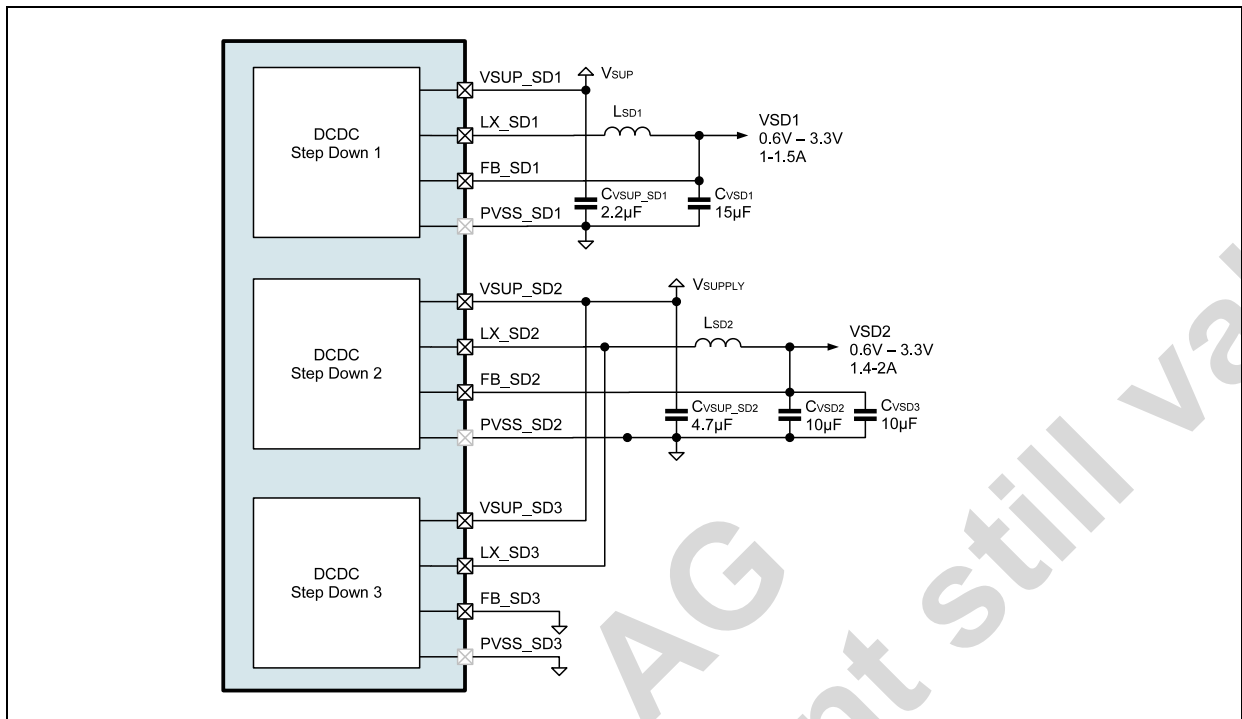 DCDC
Step Down 1
VSUP_SD1
LX_SD1
FB_SD1
PVSS_SD1
VSUP
LSD1
VSD1
0.6V – 3.3V
1-1.5A
CVSUP_SD1
2.2µF
CVSD1
15µF
DCDC
Step Down 2
VSUP_SD2
LX_SD2
FB_SD2
PVSS_SD2
VSUPPLY
LSD2
VSD2
0.6V – 3.3V
1.4-2A
CVSUP_SD2
4.7µF
CVSD2
10µF
CVSD3
10µF
DCDC
Step Down 3
VSUP_SD3
LX_SD3
FB_SD3
PVSS_SD3
AG
still